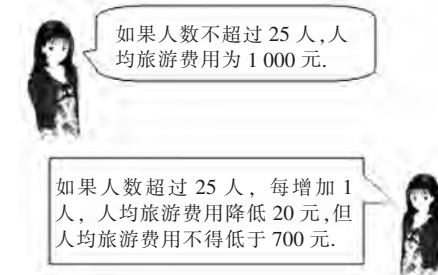 如果人数不超过 25 人,人
均旅游费用为 1 000 元.
如果人数超过 25 人，每增加 1
人，人均旅游费用降低 20 元,但
人均旅游费用不得低于 700 元.